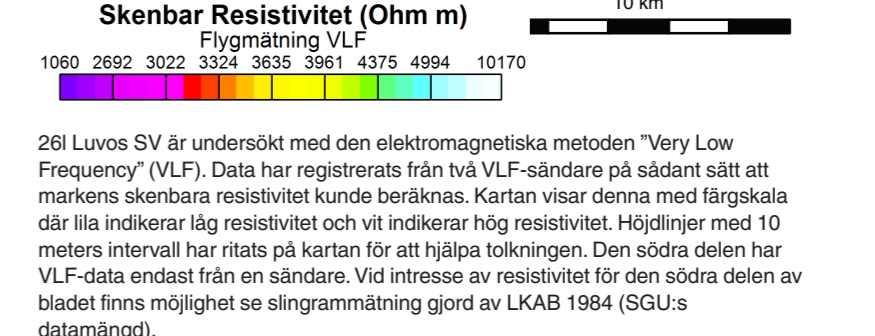 Skenbar Resistivitet (Ohm m)
10 km
Flygmätning VLF
1060 2692 3022 3324 3635 3961 4375 4994 10170
26l Luvos SV är undersökt med den elektromagnetiska metoden ”Very Low
Frequency” (VLF). Data har registrerats från två VLF-sändare på sådant sätt att
markens skenbara resistivitet kunde beräknas. Kartan visar denna med färgskala
där lila indikerar låg resistivitet och vit indikerar hög resistivitet. Höjdlinjer med 10
meters intervall har ritats på kartan för att hjälpa tolkningen. Den södra delen har
VLF-data endast från en sändare. Vid intresse av resistivitet för den södra delen av
bladet finns möjlighet se slingrammätning gjord av LKAB 1984 (SGU:s
datamängd).